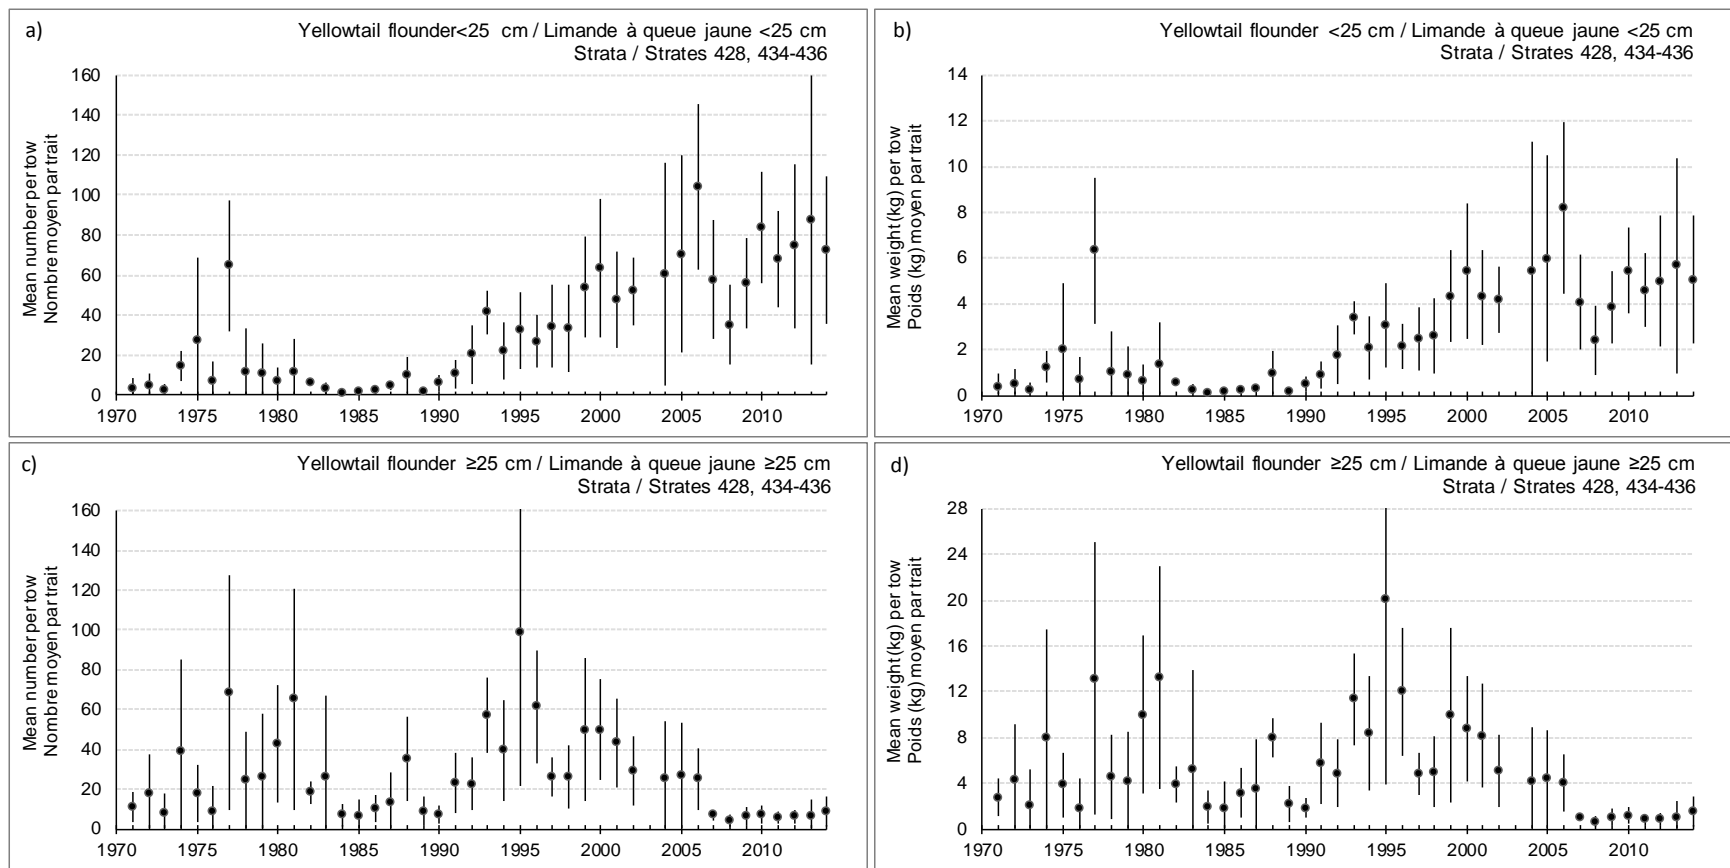 a)
Yellowtail flounder<25 cm / Limande à queue jaune <25 cm
Strata / Strates 428, 434-436
Mean number per tow
Nombre moyen par trait
160
140
120
100
80
60
40
20
0
1970 1975 1980 1985 1990 1995 2000 2005 2010
b)
Yellowtail flounder <25 cm / Limande à queue jaune <25 cm
Strata / Strates 428, 434-436
Mean weight (kg) per tow
Poids (kg) moyen par trait
14
12
10
8
6
4
2
0
1970 1975 1980 1985 1990 1995 2000 2005 2010
c)
Yellowtail flounder ≥25 cm / Limande à queue jaune ≥25 cm
Strata / Strates 428, 434-436
Mean number per tow
Nombre moyen par trait
160
140
120
100
80
60
40
20
0
1970 1975 1980 1985 1990 1995 2000 2005 2010
d)
Yellowtail flounder ≥25 cm / Limande à queue jaune ≥25 cm
Strata / Strates 428, 434-436
Mean weight (kg) per tow
Poids (kg) moyen par trait
28
24
20
16
12
8
4
0
1970 1975 1980 1985 1990 1995 2000 2005 2010